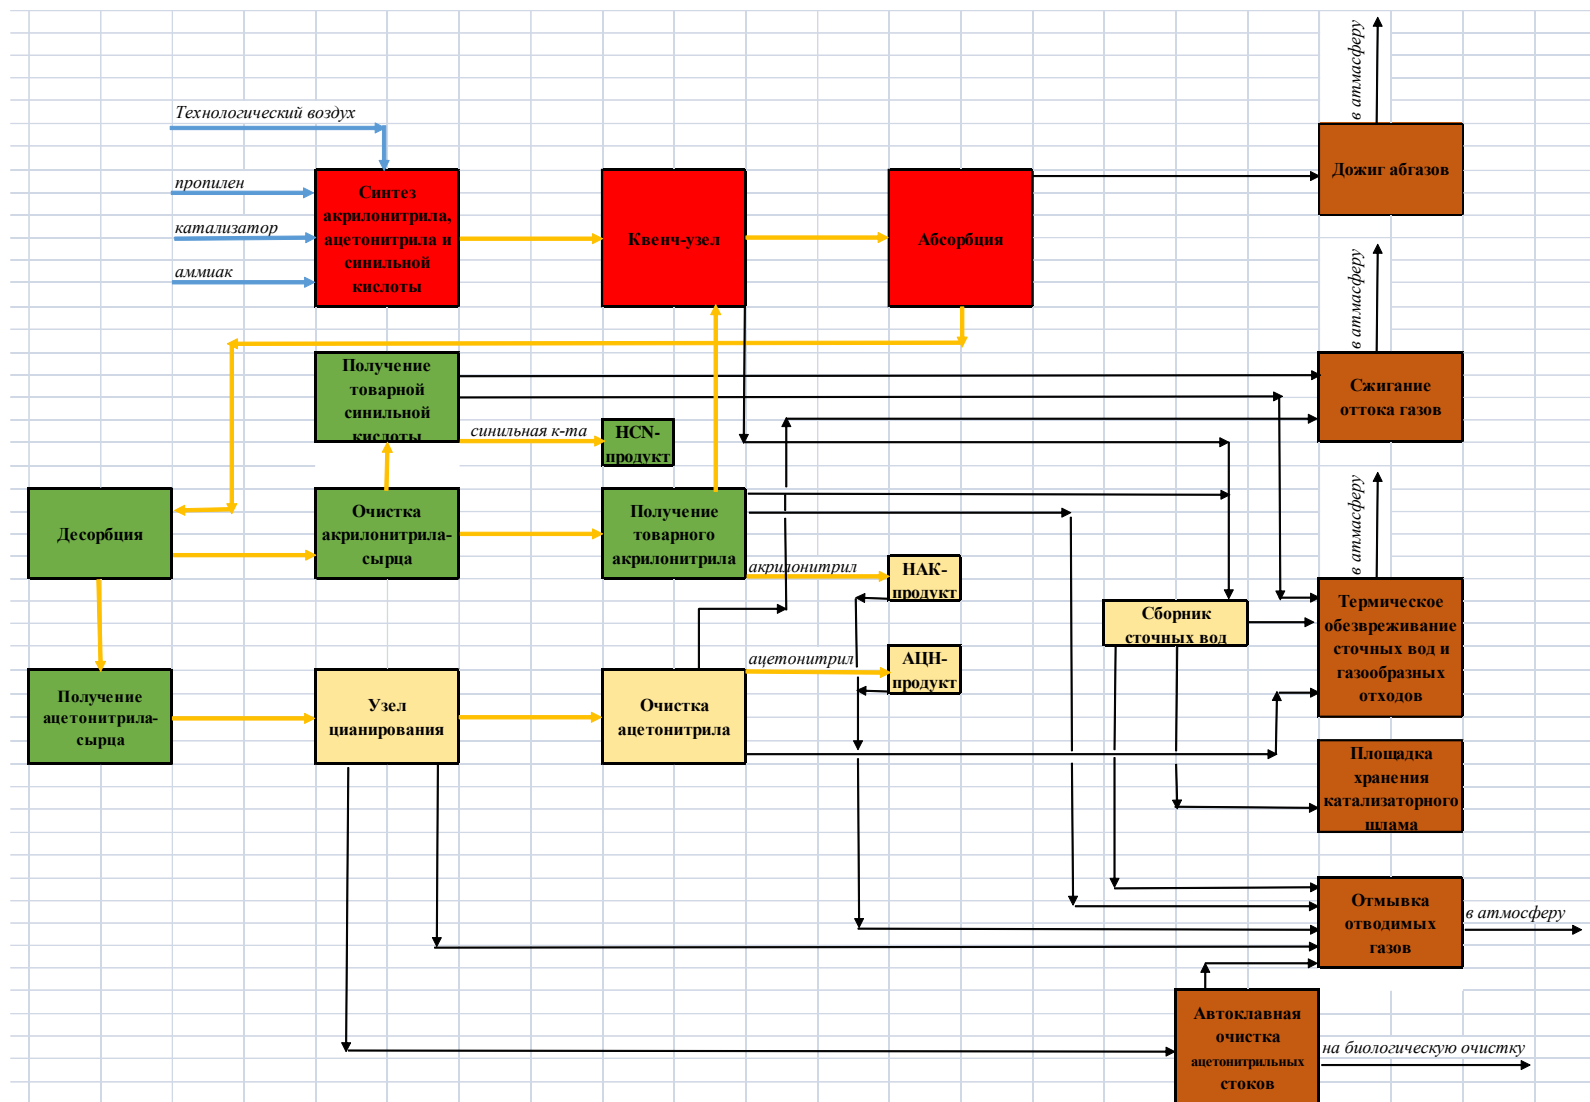 в атмасферу
Технологический воздух
Дожиг абгазов
пропилен
Синтез
акрилонитрила,
ацетонитрила и
синильной
кислоты
катализатор
аммиак
Квенч-узел
Абсорбция
в атмасферу
Получение
товарной
синильной
кислоты
Сжигание
оттока газов
синильная к-та
HCN-
продукт
Десорбция
Очистка
акрилонитрила-
сырца
Получение
товарного
акрилонитрила
в атмосферу
акрилонитрил
НАК-
продукт
Сборник
сточных вод
Термическое
обезвреживание
сточных вод и
газообразных
отходов
ацетонитрил
АЦН-
продукт
Получение
ацетонитрила-
сырца
Узел
цианирования
Очистка
ацетонитрила
Площадка
хранения
катализаторного
шлама
Отмывка
отводимых
газов
в атмосферу
Автоклавная
очистка
ацетонитрильных
стоков
на биологическую очистку